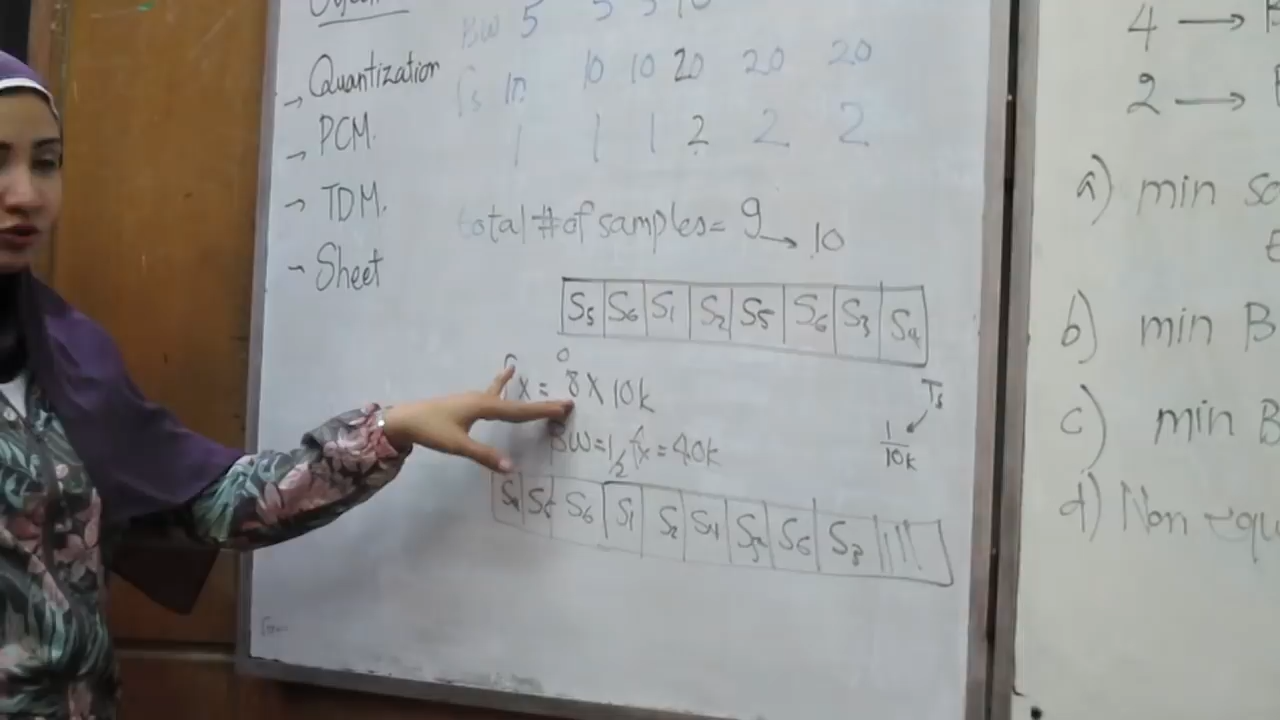 → Quantization
→ PCM.
→ TDM.
→ Sheet
BW 5 5 5 10
fs 10 10 10 20 20 20
1 1 1 2 2 2
total # of samples = 9 → 10
S5 S6 S1 S2 S5 S6 S3 S4
fx = 8 X 10k
Ts
1/10k
BW = 1/2 fx = 40k
S4 S5 S6 S1 S2 S4 S5 S6 S3
4 →
2 →
a) min
b) min B
c) min B
d) Non equ